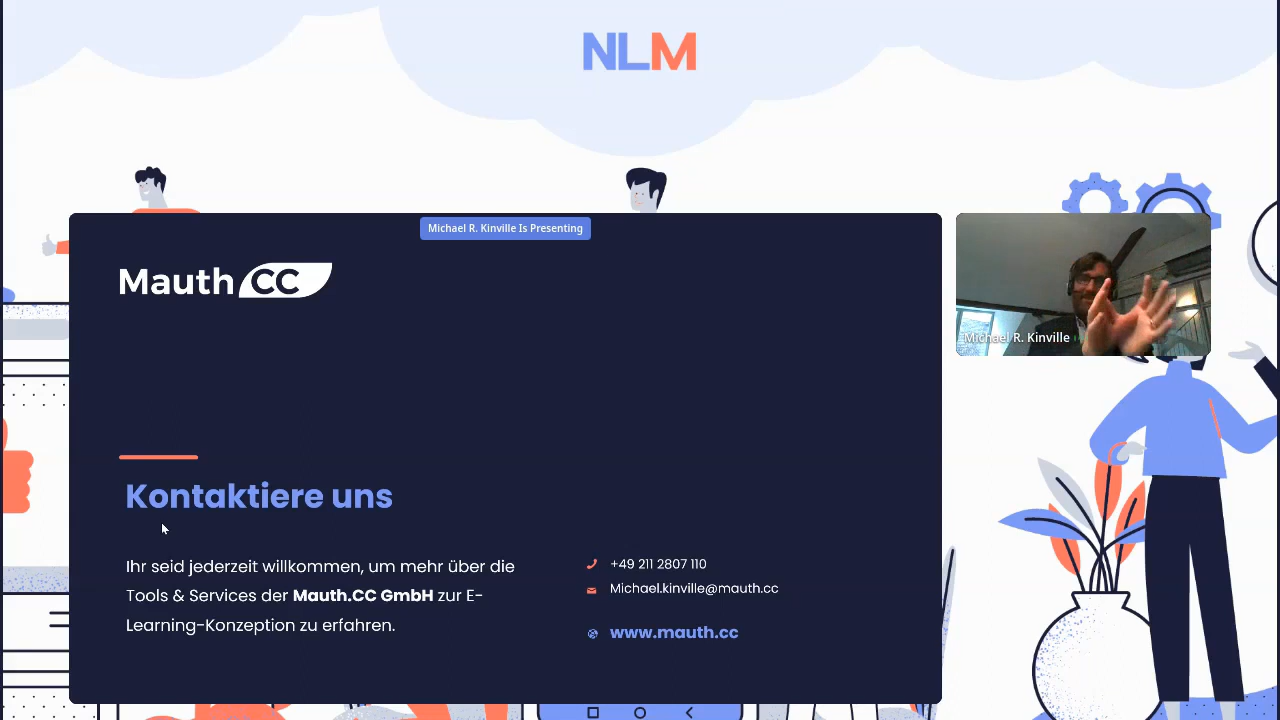 NLM
Michael R. Kinville Is Presenting
Mauth CC
Michael R. Kinville
Kontaktiere uns
Ihr seid jederzeit willkommen, um mehr über die
Tools & Services der Mauth.CC GmbH zur E-
Learning-Konzeption zu erfahren.
+49 211 2807 110
Michael.kinville@mauth.cc
www.mauth.cc